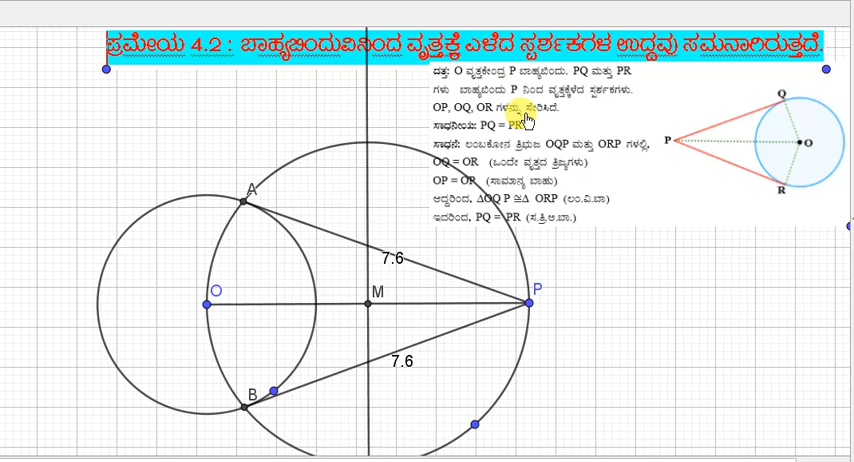 ಪ್ರಮೇಯ 4.2 : ಬಾಹ್ಯಬಿಂದುವಿನಿಂದ ವೃತ್ತಕ್ಕೆ ಎಳೆದ ಸ್ಪರ್ಶಕಗಳ ಉದ್ದವು ಸಮನಾಗಿರುತ್ತದೆ.
ದತ್ತ: O ವೃತ್ತಕೇಂದ್ರ P ಬಾಹ್ಯಬಿಂದು. PQ ಮತ್ತು PR
ಗಳು ಬಾಹ್ಯಬಿಂದು P ನಿಂದ ವೃತ್ತಕ್ಕೆಳೆದ ಸ್ಪರ್ಶಕಗಳು.
OP, OQ, OR ಗಳನ್ನು ಸೇರಿಸಿದೆ.
ಸಾಧನೀಯ: PQ = PR
ಸಾಧನೆ: ಲಂಬಕೋನ ತ್ರಿಭುಜ OQP ಮತ್ತು ORP ಗಳಲ್ಲಿ,
OQ = OR (ಒಂದೇ ವೃತ್ತದ ತ್ರಿಜ್ಯಗಳು)
OP = OP (ಸಾಮಾನ್ಯ ಬಾಹು)
ಆದ್ದರಿಂದ, ΔOQ P ≅Δ ORP (ಲಂ.ವಿ.ಬಾ)
ಇದರಿಂದ, PQ = PR (ಸ.ತ್ರಿ.ಅ.ಬಾ.)
Q
P
O
R
A
7.6
O
M
P
7.6
B